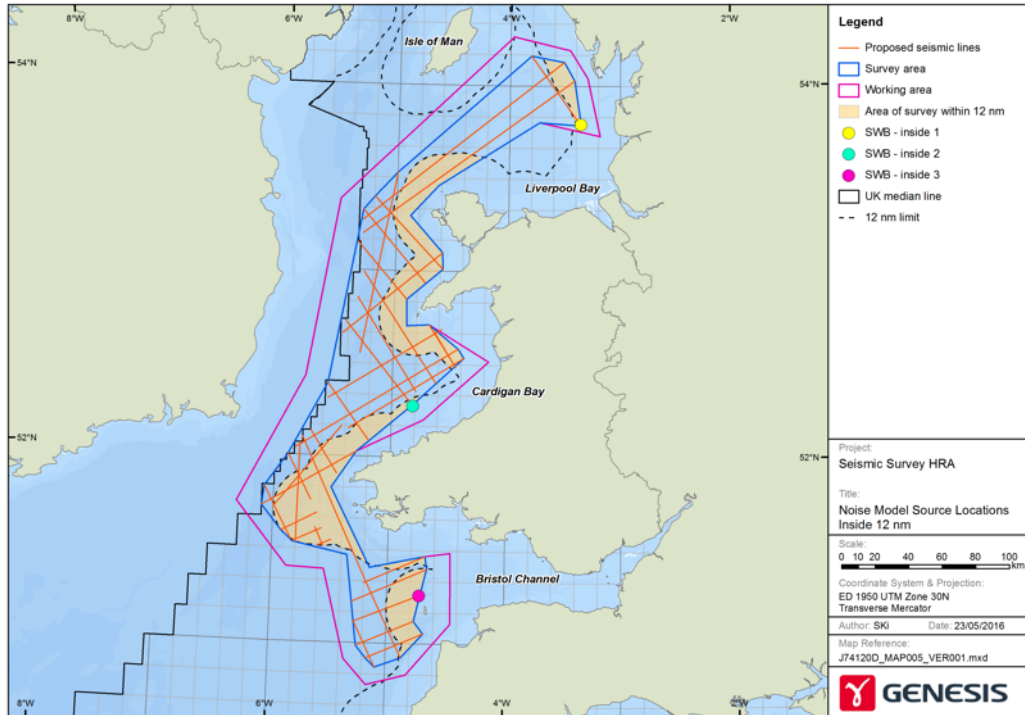 6°W
4°W
2°W
Isle of Man
54°N
54°N
Liverpool Bay
Cardigan Bay
52°N
52°N
Bristol Channel
8°W
6°W
4°W
2°W
Legend
Proposed seismic lines
Survey area
Working area
Area of survey within 12 nm
SWB - inside 1
SWB - inside 2
SWB - inside 3
UK median line
12 nm limit
Project:
Seismic Survey HRA
Title:
Noise Model Source Locations
Inside 12 nm
Scale:
0 10 20 40 60 80 100
km
Coordinate System & Projection:
ED 1950 UTM Zone 30N
Transverse Mercator
Author: SKi Date: 23/05/2016
Map Reference:
J74120D_MAP005_VER001.mxd
GENESIS